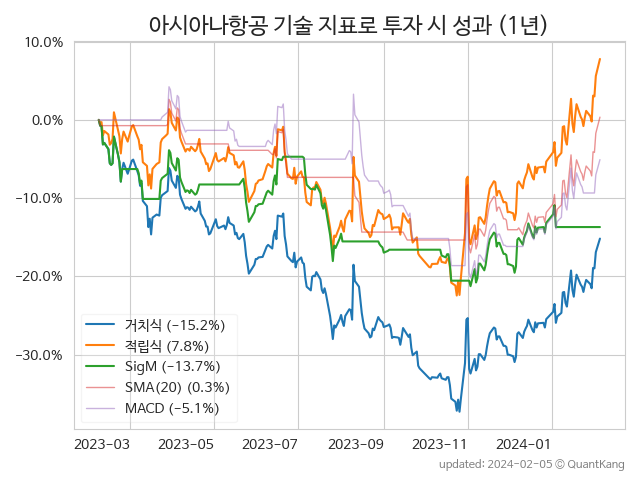 아시아나항공 기술 지표로 투자 시 성과 (1년)
10.0%
0.0%
−10.0%
−20.0%
−30.0%
거치식 (−15.2%)
적립식 (7.8%)
SigM (−13.7%)
SMA(20) (0.3%)
MACD (−5.1%)
2023−03 2023−05 2023−07 2023−09 2023−11 2024−01
updated: 2024−02−05 ⓒ QuantKang